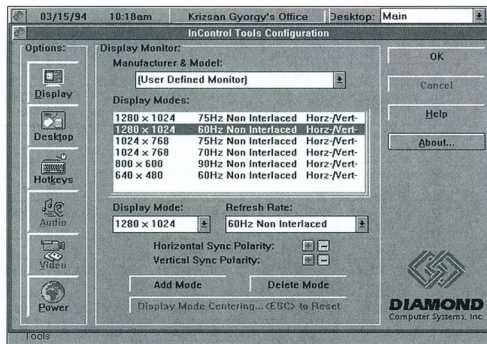 03/15/94 10:18am Krizsan Gyorgy's Office Desktop: Main
InControl Tools Configuration
Options:
Display
Desktop
Hotkeys
Audio
Video
Power
Display Monitor:
Manufacturer & Model:
(User Defined Monitor)
Display Modes:
1280 x 1024 75Hz Non Interlaced Horz-/Vert-
1280 x 1024 60Hz Non Interlaced Horz-/Vert-
1024 x 768 75Hz Non Interlaced Horz-/Vert-
1024 x 768 70Hz Non Interlaced Horz-/Vert-
800 x 600 90Hz Non Interlaced Horz-/Vert-
640 x 480 60Hz Non Interlaced Horz-/Vert-
Display Mode: Refresh Rate:
1280 x 1024 60Hz Non Interlaced
Horizontal Sync Polarity: + -
Vertical Sync Polarity: + -
Add Mode Delete Mode
Display Mode Centering...<ESC> to Reset
OK
Cancel
Help
About...
DIAMOND
Computer Systems, Inc.
Tools